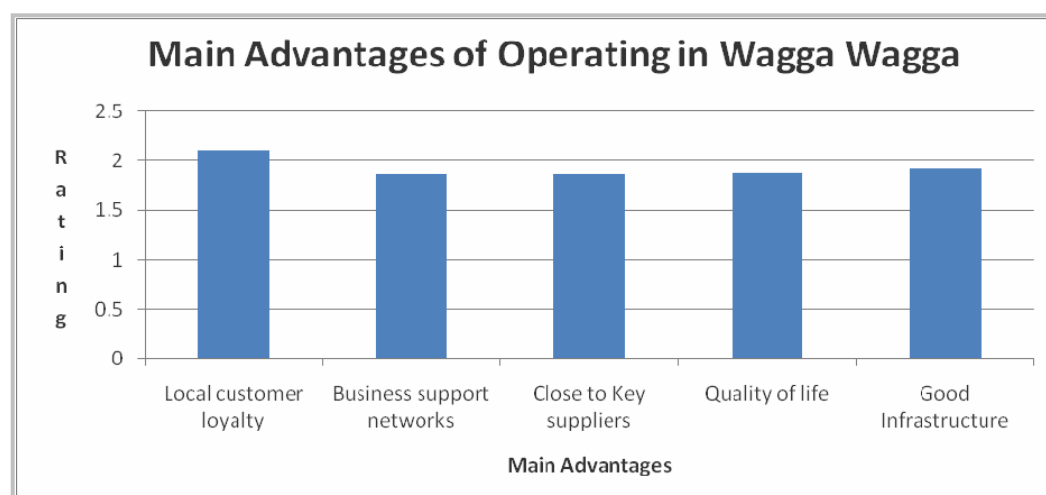 Main Advantages of Operating in Wagga Wagga
Rating
2.5
2
1.5
1
0.5
0
Local customer loyalty
Business support networks
Close to Key suppliers
Quality of life
Good Infrastructure
Main Advantages